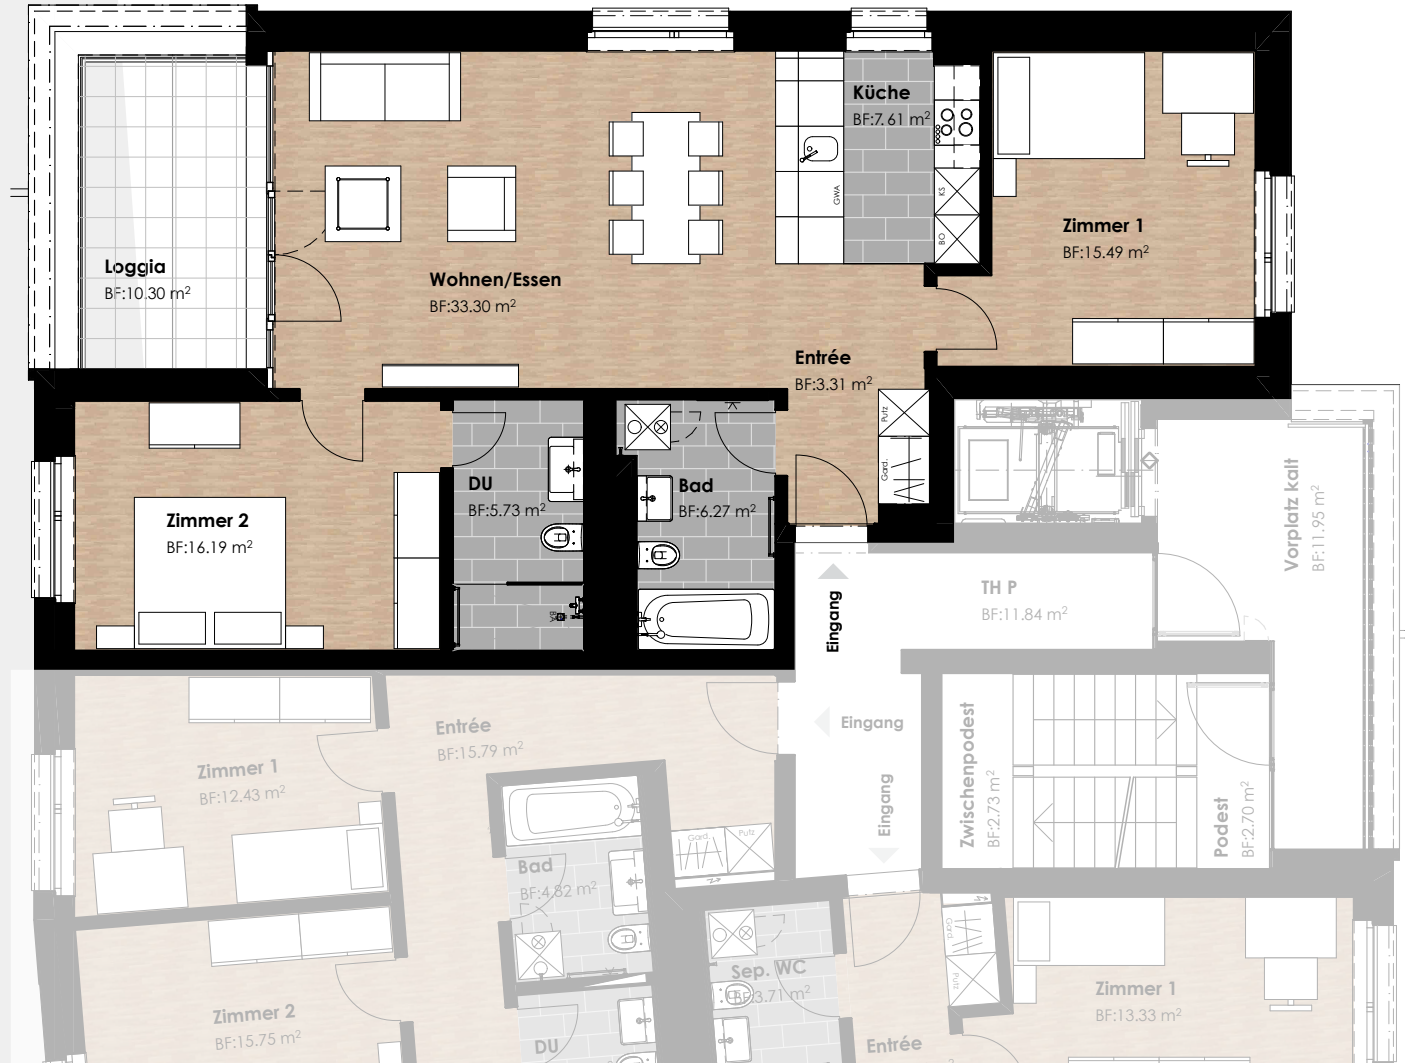 Küche
BF:7.61 m²
GWA
KS
BO
Zimmer 1
BF:15.49 m²
Loggia
BF:10.30 m²
Wohnen/Essen
BF:33.30 m²
Entrée
BF:3.31 m²
Putz
Gard.
DU
BF:5.73 m²
Bad
BF:6.27 m²
Zimmer 2
BF:16.19 m²
Vorplatz kalt
BF:11.95 m²
TH P
BF:11.84 m²
Eingang
Eingang
Eingang
Entrée
BF:15.79 m²
Zimmer 1
BF:12.43 m²
Zwischenpodest
BF:2.73 m²
Podest
BF:2.70 m²
Gard.
Putz
Bad
BF:4.82 m²
Gard.
Putz
Sep. WC
BF:3.71 m²
Zimmer 1
BF:13.33 m²
Zimmer 2
BF:15.75 m²
DU
Entrée